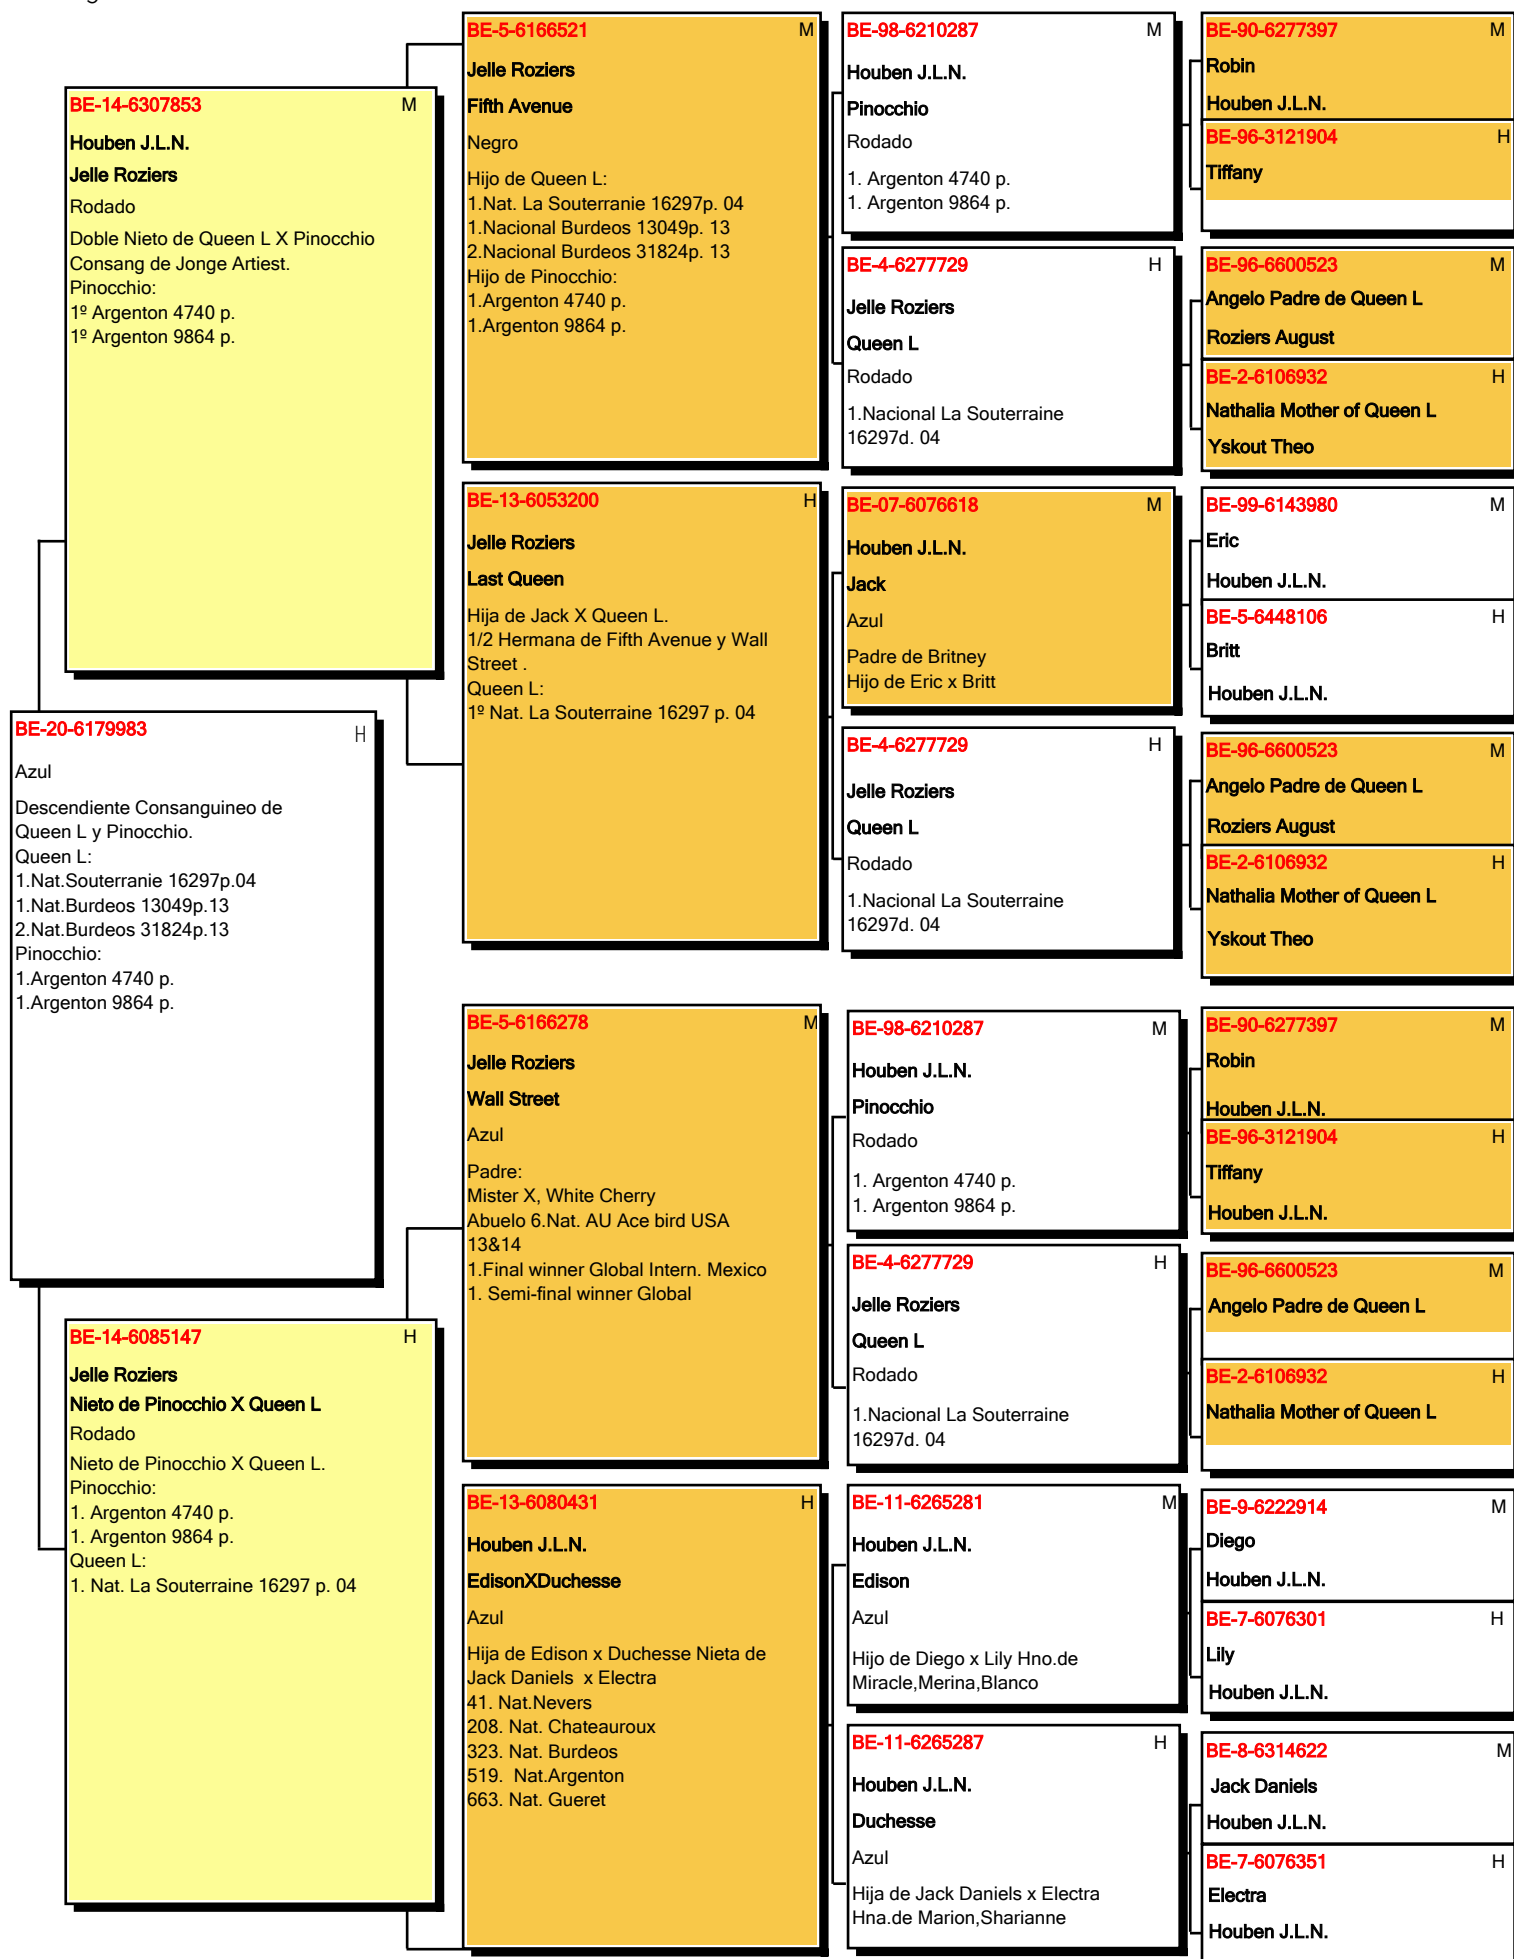 BE-20-6179983 H
Azul
Descendiente Consanguineo de
Queen L y Pinocchio.
Queen L:
1.Nat.Souterranie 16297p.04
1.Nat.Burdeos 13049p.13
2.Nat.Burdeos 31824p.13
Pinocchio:
1.Argenton 4740 p.
1.Argenton 9864 p.
BE-14-6307853 M
Houben J.L.N.
Jelle Roziers
Rodado
Doble Nieto de Queen L X Pinocchio
Consang de Jonge Artiest.
Pinocchio:
1º Argenton 4740 p.
1º Argenton 9864 p.
BE-14-6085147 H
Jelle Roziers
Nieto de Pinocchio X Queen L
Rodado
Nieto de Pinocchio X Queen L.
Pinocchio:
1. Argenton 4740 p.
1. Argenton 9864 p.
Queen L:
1. Nat. La Souterraine 16297 p. 04
BE-5-6166521 M
Jelle Roziers
Fifth Avenue
Negro
Hijo de Queen L:
1.Nat. La Souterranie 16297p. 04
1.Nacional Burdeos 13049p. 13
2.Nacional Burdeos 31824p. 13
Hijo de Pinocchio:
1.Argenton 4740 p.
1.Argenton 9864 p.
BE-13-6053200 H
Jelle Roziers
Last Queen
Hija de Jack X Queen L.
1/2 Hermana de Fifth Avenue y Wall
Street .
Queen L:
1º Nat. La Souterraine 16297 p. 04
BE-5-6166278 M
Jelle Roziers
Wall Street
Azul
Padre:
Mister X, White Cherry
Abuelo 6.Nat. AU Ace bird USA
13&14
1.Final winner Global Intern. Mexico
1. Semi-final winner Global
BE-13-6080431 H
Houben J.L.N.
EdisonXDuchesse
Azul
Hija de Edison x Duchesse Nieta de
Jack Daniels  x Electra
41. Nat.Nevers
208. Nat. Chateauroux
323. Nat. Burdeos
519.  Nat.Argenton
663. Nat. Gueret
BE-98-6210287 M
Houben J.L.N.
Pinocchio
Rodado
1. Argenton 4740 p.
1. Argenton 9864 p.
BE-4-6277729 H
Jelle Roziers
Queen L
Rodado
1.Nacional La Souterraine
16297d. 04
BE-07-6076618 M
Houben J.L.N.
Jack
Azul
Padre de Britney
Hijo de Eric x Britt
BE-4-6277729 H
Jelle Roziers
Queen L
Rodado
1.Nacional La Souterraine
16297d. 04
BE-98-6210287 M
Houben J.L.N.
Pinocchio
Rodado
1. Argenton 4740 p.
1. Argenton 9864 p.
BE-4-6277729 H
Jelle Roziers
Queen L
Rodado
1.Nacional La Souterraine
16297d. 04
BE-11-6265281 M
Houben J.L.N.
Edison
Azul
Hijo de Diego x Lily Hno.de
Miracle,Merina,Blanco
BE-11-6265287 H
Houben J.L.N.
Duchesse
Azul
Hija de Jack Daniels x Electra
Hna.de Marion,Sharianne
BE-90-6277397 M
Robin
Houben J.L.N.
BE-96-3121904 H
Tiffany
BE-96-6600523 M
Angelo Padre de Queen L
Roziers August
BE-2-6106932 H
Nathalia Mother of Queen L
Yskout Theo
BE-99-6143980 M
Eric
Houben J.L.N.
BE-5-6448106 H
Britt
Houben J.L.N.
BE-96-6600523 M
Angelo Padre de Queen L
Roziers August
BE-2-6106932 H
Nathalia Mother of Queen L
Yskout Theo
BE-90-6277397 M
Robin
Houben J.L.N.
BE-96-3121904 H
Tiffany
Houben J.L.N.
BE-96-6600523 M
Angelo Padre de Queen L
BE-2-6106932 H
Nathalia Mother of Queen L
BE-9-6222914 M
Diego
Houben J.L.N.
BE-7-6076301 H
Lily
Houben J.L.N.
BE-8-6314622 M
Jack Daniels
Houben J.L.N.
BE-7-6076351 H
Electra
Houben J.L.N.